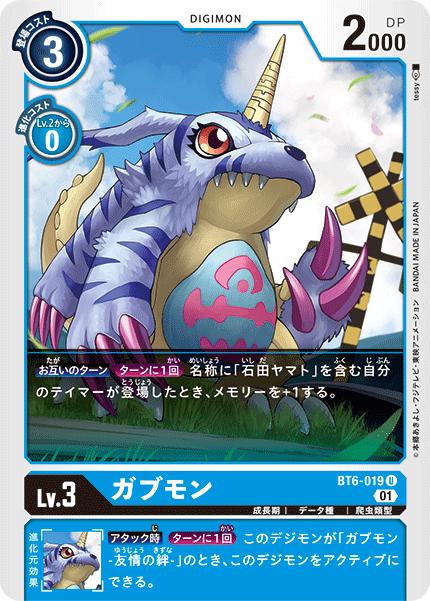 登場コスト
3
DIGIMON
DP
2000
進化コスト
Lv.2から
0
tessy
お互いのターン ターンに1回 名称に「石田ヤマト」を含む自分
のテイマーが登場したとき、メモリーを+1する。
©本郷あきよし・フジテレビ・東映アニメーション BANDAI MADE IN JAPAN
BT6-019 U
01
Lv.3
ガブモン
成長期 | データ種 | 爬虫類型
進化元効果
アタック時 ターンに1回 このデジモンが「ガブモン
-友情の絆-」のとき、このデジモンをアクティブに
できる。